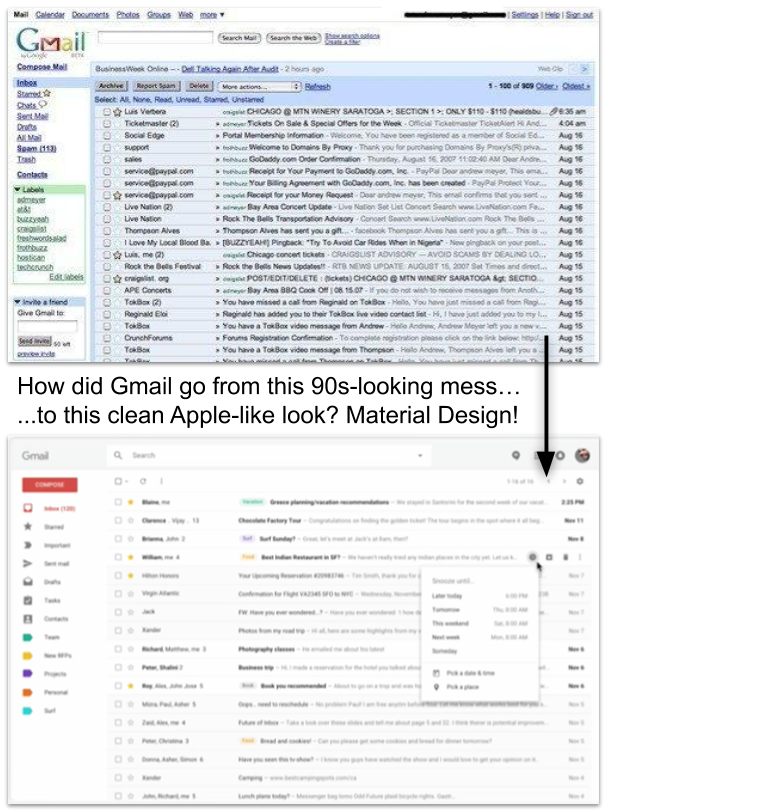 Mail Calendar Documents Photos Groups Web more ▼ | Settings | Help | Sign out
Gmail by Google BETA Search Mail Search the Web Show search options
Create a filter
Compose Mail
BusinessWeek Online - Dell Talking Again After Audit - 2 hours ago Web Clip
Inbox
Archive Report Spam Delete More actions... Refresh 1 - 100 of 909 Older › Oldest »
Starred
Select: All, None, Read, Unread, Starred, Unstarred
Chats
Sent Mail
Drafts
All Mail
Spam (113)
Trash
Contacts
Labels
admeyer
at&t
buzzyeah
craigslist
freshwordsalad
frothbuzz
hostican
techcrunch
Edit labels
Invite a friend
Give Gmail to:
Send Invite 50 left
preview invite
Luis Verbera » craigslist CHICAGO @ MTN WINERY SARATOGA >; SECTION 1 >; ONLY $110 - $110 (healdsbu... 6:35 am
Ticketmaster (2) » admeyer Tickets On Sale & Special Offers for the Week - Official Ticketmaster TicketAlert Hi And... 4:04 am
Social Edge » Portal Membership Information - Welcome, You have been registered as a member of Social Ed... Aug 16
support » frothbuzz Welcome to Domains By Proxy - Thank you for purchasing Domains By Proxy's(R) priva... Aug 16
sales » frothbuzz GoDaddy.com Order Confirmation - Thursday, August 16, 2007 11:02:40 AM Dear Andre... Aug 16
service@paypal.com » frothbuzz Receipt for Your Payment to GoDaddy.com, Inc. - PayPal Dear andrew meyer, This ema... Aug 16
service@paypal.com » frothbuzz Your Billing Agreement with GoDaddy.com, Inc. has been created - PayPal Protect Your... Aug 16
service@paypal.com » craigslist Receipt for your Money Request - Dear andrew meyer, This email confirms that you sent ... Aug 16
Live Nation (2) » admeyer Bay Area Concert Update - Live Nation Set List Concert Search www.LiveNation.com Ro... Aug 16
Live Nation » Rock The Bells Transportation Advisory - Concert Search www.LiveNation.com Rock The Bells ... Aug 16
Thompson Alves » Thompson Alves has sent you a gift... - facebook Thompson Alves has sent you a gift... This is ... Aug 16
I Love My Local Blood Ba. » [BUZZYEAH!] Pingback: "Try To Avoid Car Rides When in Nigeria" - New pingback on your post... Aug 16
Luis, me (2) » craigslist Chicago concert tickets - CRAIGSLIST ADVISORY --- AVOID SCAMS BY DEALING LO... Aug 15
Rock the Bells Festival » Rock the Bells News Updates!! - RTB NEWS UPDATE: AUGUST 15, 2007 Set Times and direct... Aug 15
craigslist. org » craigslist POST/EDIT/DELETE : (tickets) CHICAGO @ MTN WINERY SARATOGA &gt; SECTIO... Aug 15
APE Concerts » admeyer Bay Area BBQ Cook Off | 08.15.07 - If you do not wish to receive messages from Anoth... Aug 15
TokBox (2) » You have missed a call from Reginald on TokBox - Hello, You have just missed a call from Regi... Aug 15
Reginald Eloi » Reginald has added you to their TokBox live video contact list - Hi, I have just added you to my l... Aug 15
TokBox » You have a TokBox video message from Andrew - Hello Andrew, Andrew Meyer left you a new v... Aug 15
CrunchForums » Forums Registration Confirmation - To complete registration please click on the link below: http:/... Aug 15
TokBox » You have a TokBox video message from Thompson - Hello Andrew, Thompson Alves left you a ... Aug 15
TokBox » You have missed a call from Thompson on TokBox
How did Gmail go from this 90s-looking mess…
...to this clean Apple-like look? Material Design!
Gmail Search
COMPOSE
Inbox (120)
Starred
Important
Sent mail
Drafts
Tasks
Contacts
Team
New RFPs
Projects
Personal
Surf
Blaine, me Vacation Greece planning/vacation recommendations - We stayed in Santorini for the second week of our vacat... 2:25 PM
Clarence, Vijay, 13 Chocolate Factory Tour - Congratulations on finding the golden ticket! The tour begins in the spot where it all beg... Nov 11
Brianna, John 2 Surf Surf Sunday? - Great, let's meet at Jack's at 8am, then? Nov 8
William, me 4 Food Best Indian Restaurant in SF? - We haven't really tried any Indian places in the city yet. Let us k...
Hilton Honors Your Upcoming Reservation #20983746 - Tim Smith, thank you for Nov 7
Virgin Atlantic Confirmation for Flight VA2345 SFO to NYC - Wednesday, November Nov 7
Jack FW: Have you ever wondered...? - Have you ever wondered Nov 7
Xander Photos from my road trip - Hi all, here are some highlights from my Nov 7
Richard, Matthew, me 3 Photography classes - Emailed me about his latest Nov 6
Peter, Shalini 2 Business trip - Hi, I made a reservation for the hotel you talked Nov 6
Roy, Alex, John Jose 5 Book Book you recommended - About to go on a trip and was Nov 6
Snooze until...
Later today 6:00 PM
Tomorrow Thu, 8:00 AM
This weekend Sat, 8:00 AM
Next week Mon, 8:00 AM
Someday
Pick a date & time
Pick a place
Mirza, Paul, Asher 5 Oops.. need to reschedule - No problem Paul! Nov 5
Zaid, Alex, me 4 Future of Inbox - Take a look over these slides and tell me about page 5 and Nov 5
Peter, Christina 3 Food Bread and cookies! - Can you please get some cookies and bread for dinner tomorrow? Nov 5
Donna, Asher, Simon 6 Have you seen this tv show? - I know you guys have watched the show and I would love to get your opinion on it. Nov 5
Xander Camping - www.bestcampingspots.com/ca Nov 4
John, Richard, me 5 Lunch plans today? - Messenger bag Nov 4